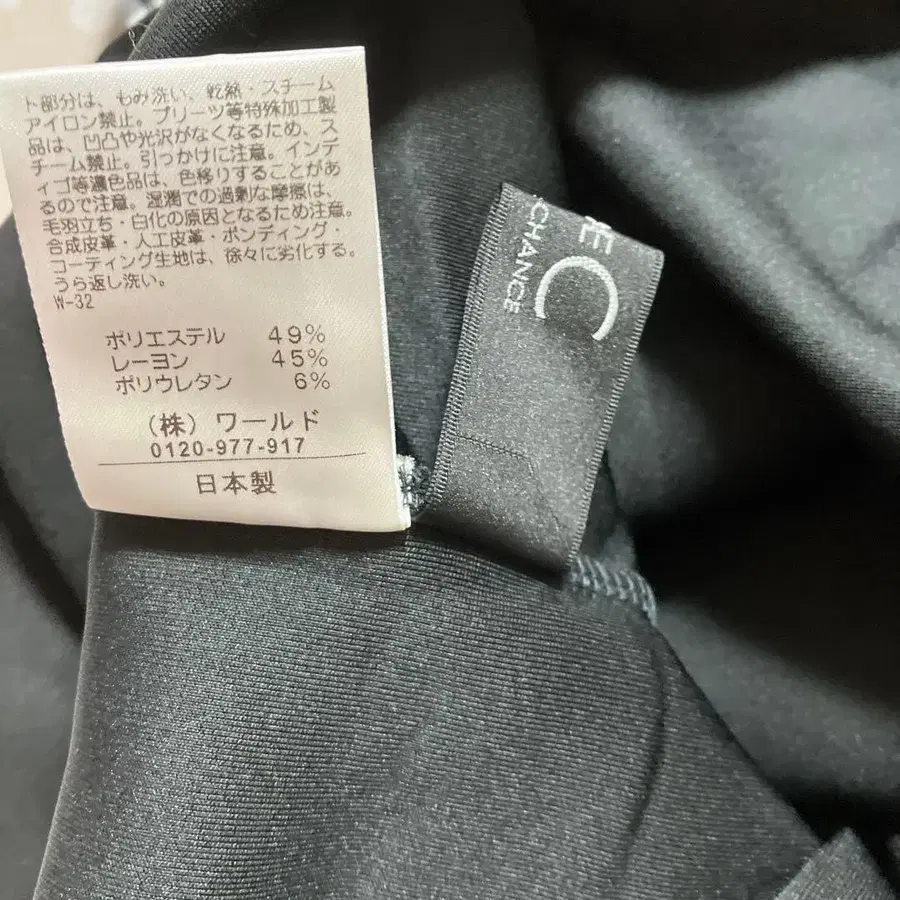 ト部分は、もみ洗い、乾熱・スチーム
アイロン禁止。プリーツ等特殊加工製
品は、凹凸や光沢がなくなるため、ス
チーム禁止。引っかけに注意。インデ
ィゴ等濃色品は、色移りすることがあ
るので注意。湿潤での過剰な摩擦は、
毛羽立ち・白化の原因となるため注意。
合成皮革・人工皮革・ボンディング・
コーティング生地は、徐々に劣化する。
うら返し洗い。
W-32
ポリエステル 49%
レーヨン 45%
ポリウレタン 6%
(株)ワールド
0120-977-917
日本製
C
CHANCE